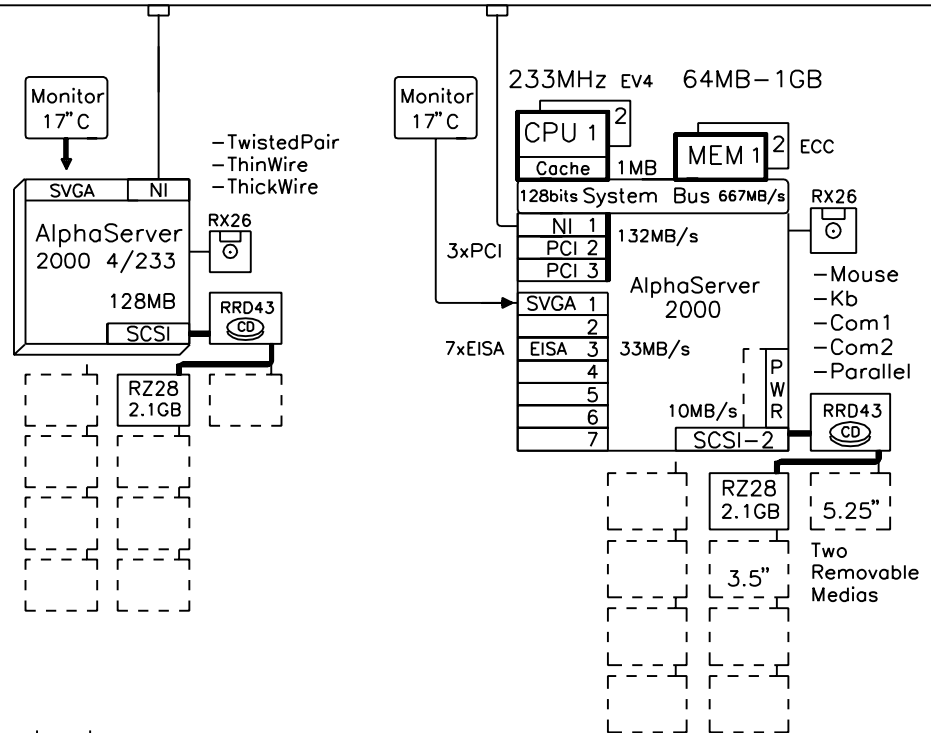 Monitor
17"C
-TwistedPair
-ThinWire
-ThickWire
SVGA
NI
AlphaServer
2000 4/233
128MB
SCSI
RX26
RRD43
CD
RZ28
2.1GB
233MHz EV4 64MB-1GB
Monitor
17"C
CPU 1
2
Cache
1MB
MEM 1
2
ECC
128bits System Bus 667MB/s
3xPCI
NI 1
PCI 2
PCI 3
132MB/s
RX26
AlphaServer
2000
7xEISA
SVGA 1
2
EISA 3
4
5
6
7
33MB/s
10MB/s
PWR
SCSI-2
-Mouse
-Kb
-Com1
-Com2
-Parallel
RRD43
CD
RZ28
2.1GB
5.25"
3.5"
Two
Removable
Medias